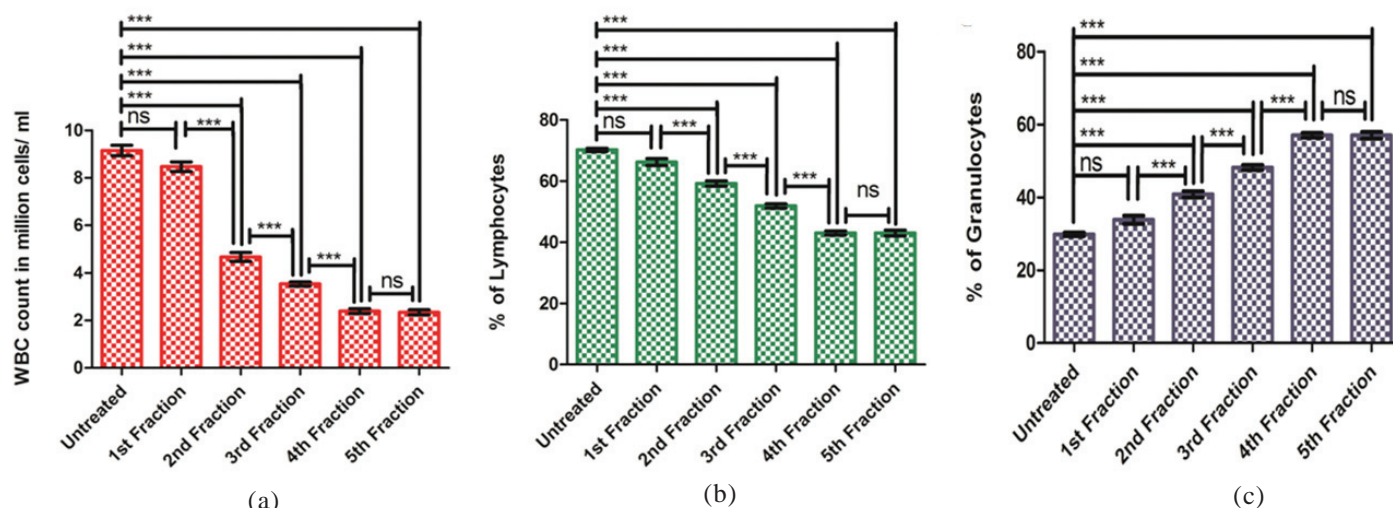 ***
***
***
***
ns
***
***
***
ns
WBC count in million cells/ ml
10
8
6
4
2
0
Untreated
1st Fraction
2nd Fraction
3rd Fraction
4th Fraction
5th Fraction
(a)
***
***
***
***
ns
***
***
***
ns
% of Lymphocytes
80
60
40
20
0
Untreated
1st Fraction
2nd Fraction
3rd Fraction
4th Fraction
5th Fraction
(b)
***
***
***
***
***
***
ns
ns
***
% of Granulocytes
80
60
40
20
0
Untreated
1st Fraction
2nd Fraction
3rd Fraction
4th Fraction
5th Fraction
(c)